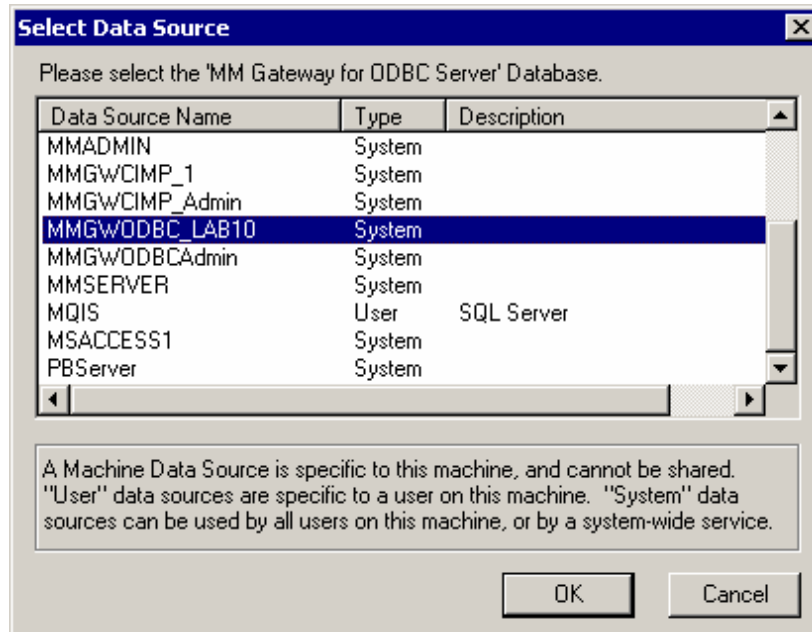 Select Data Source
Please select the 'MM Gateway for ODBC Server' Database.
Data Source Name Type Description
MMADMIN System
MMGWCIMP_1 System
MMGWCIMP_Admin System
MMGWODBC_LAB10 System
MMGWODBCAdmin System
MMSERVER System
MQIS User SQL Server
MSACCESS1 System
PBServer System
A Machine Data Source is specific to this machine, and cannot be shared.
"User" data sources are specific to a user on this machine. "System" data
sources can be used by all users on this machine, or by a system-wide service.
OK Cancel